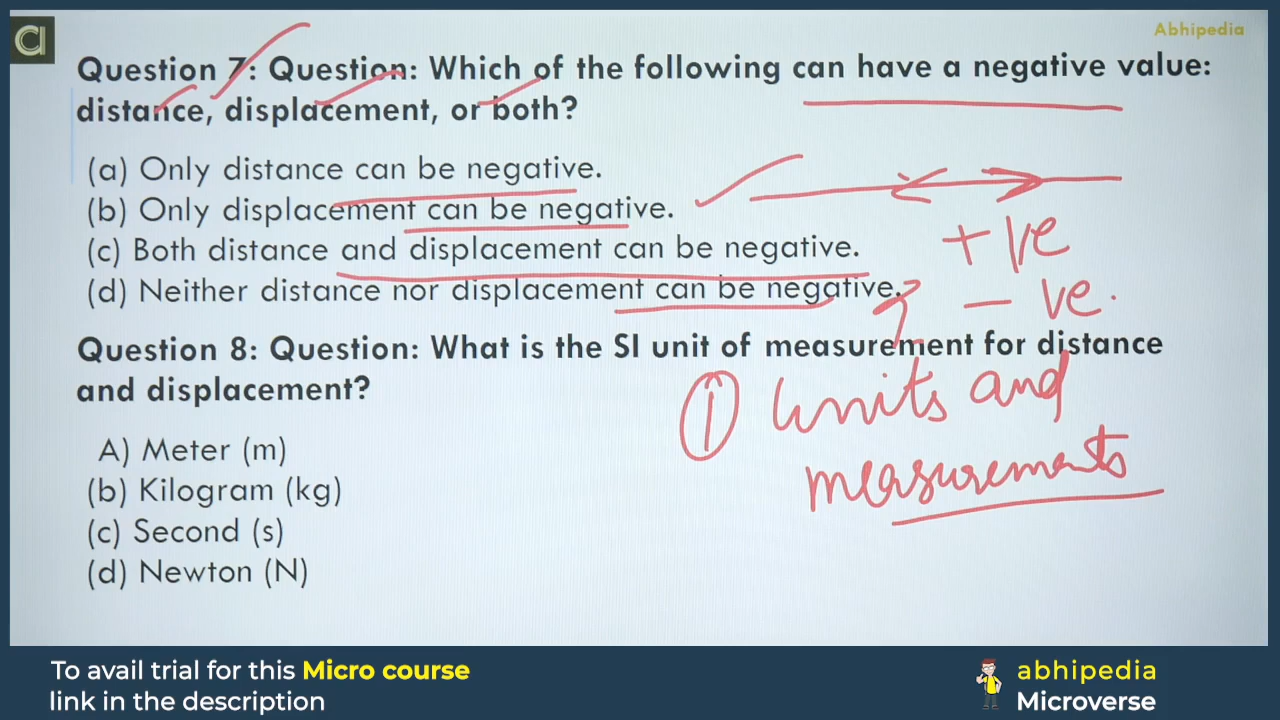 Abhipedia
Question 7: Question: Which of the following can have a negative value:
distance, displacement, or both?
(a) Only distance can be negative.
(b) Only displacement can be negative.
(c) Both distance and displacement can be negative.
(d) Neither distance nor displacement can be negative.
+ve
- ve.
Question 8: Question: What is the SI unit of measurement for distance
and displacement?
① Units and
measurements
A) Meter (m)
(b) Kilogram (kg)
(c) Second (s)
(d) Newton (N)
To avail trial for this Micro course
link in the description
abhipedia
Microverse